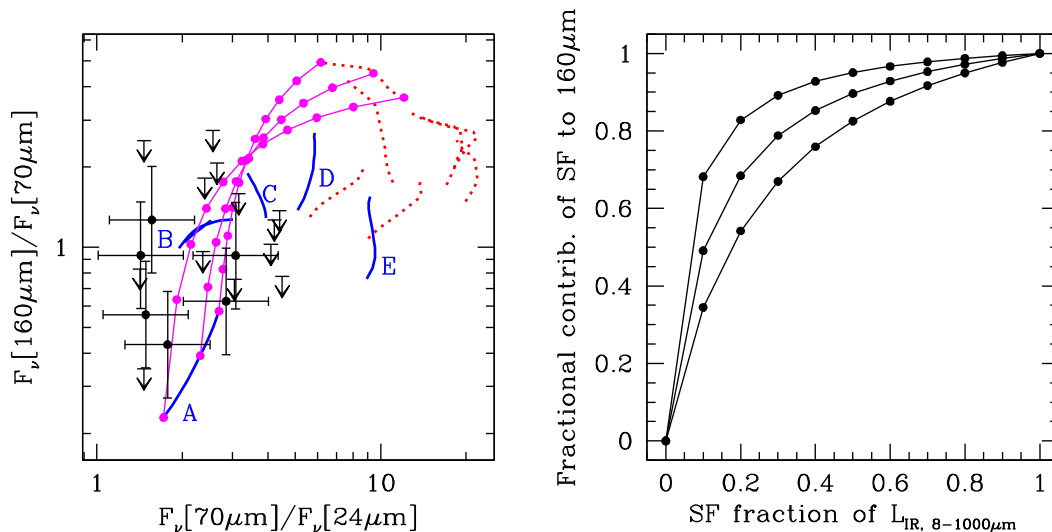 F_ν[160μm]/F_ν[70μm]
1
A
B
C
D
E
1
10
F_ν[70μm]/F_ν[24μm]
Fractional contrib. of SF to 160μm
1
0.8
0.6
0.4
0.2
0
0
0.2
0.4
0.6
0.8
1
SF fraction of L_IR, 8−1000μm